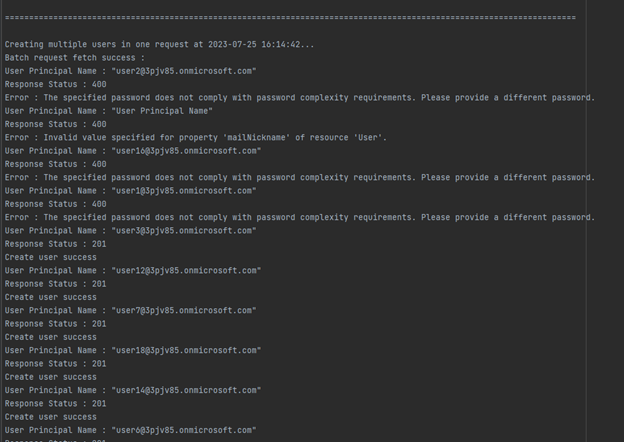 ======================================================================================================================
Creating multiple users in one request at 2023-07-25 16:14:42...
Batch request fetch success :
User Principal Name : "user2@3pjv85.onmicrosoft.com"
Response Status : 400
Error : The specified password does not comply with password complexity requirements. Please provide a different password.
User Principal Name : "User Principal Name"
Response Status : 400
Error : Invalid value specified for property 'mailNickname' of resource 'User'.
User Principal Name : "user16@3pjv85.onmicrosoft.com"
Response Status : 400
Error : The specified password does not comply with password complexity requirements. Please provide a different password.
User Principal Name : "user1@3pjv85.onmicrosoft.com"
Response Status : 400
Error : The specified password does not comply with password complexity requirements. Please provide a different password.
User Principal Name : "user3@3pjv85.onmicrosoft.com"
Response Status : 201
Create user success
User Principal Name : "user12@3pjv85.onmicrosoft.com"
Response Status : 201
Create user success
User Principal Name : "user7@3pjv85.onmicrosoft.com"
Response Status : 201
Create user success
User Principal Name : "user18@3pjv85.onmicrosoft.com"
Response Status : 201
Create user success
User Principal Name : "user14@3pjv85.onmicrosoft.com"
Response Status : 201
Create user success
User Principal Name : "user6@3pjv85.onmicrosoft.com"
Response Status : 201